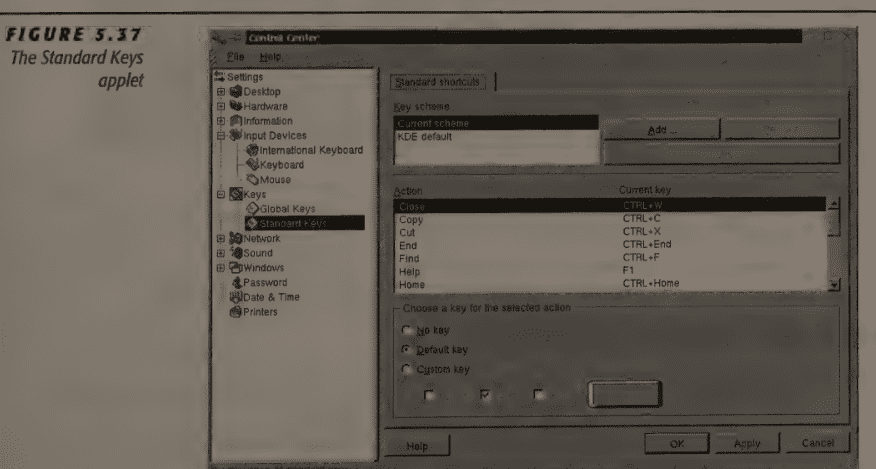 FIGURE 5.37
The Standard Keys
applet
Control Center
File Help
Settings
Desktop
Hardware
Information
Input Devices
International Keyboard
Keyboard
Mouse
Keys
Global Keys
Standard Keys
Network
Sound
Windows
Password
Date & Time
Printers
Standard shortcuts
Key scheme
Current scheme
KDE default
Add ...
Action Current key
Close CTRL+W
Copy CTRL+C
Cut CTRL+X
End CTRL+End
Find CTRL+F
Help F1
Home CTRL+Home
Choose a key for the selected action
No key
Default key
Custom key
Help
OK
Apply
Cancel